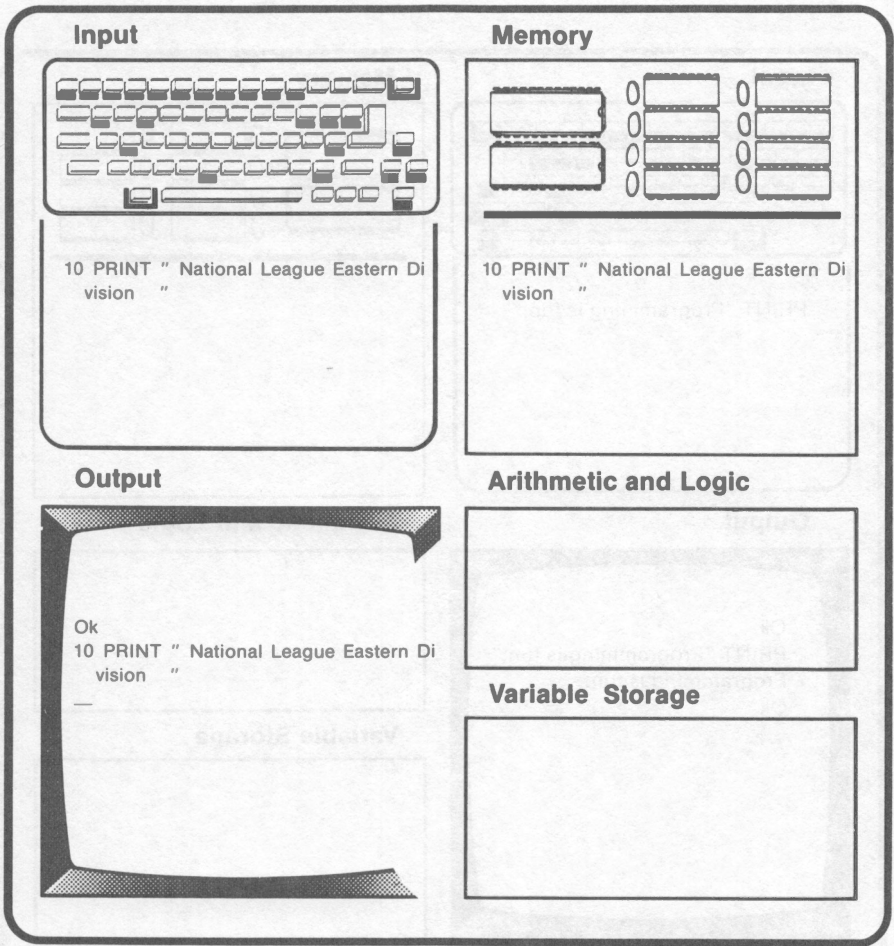 Input
10 PRINT " National League Eastern Di
vision "
Memory
10 PRINT " National League Eastern Di
vision "
Output
Ok
10 PRINT " National League Eastern Di
vision "
Arithmetic and Logic
Variable Storage